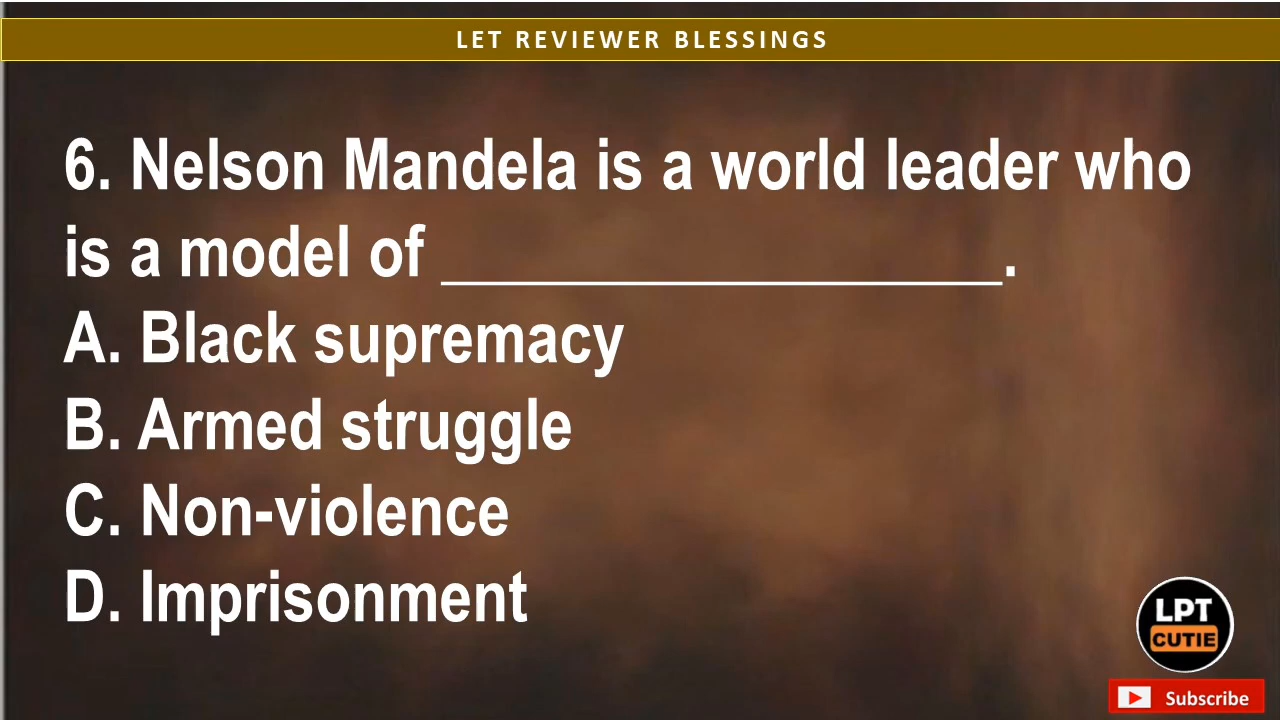 LET REVIEWER BLESSINGS
6. Nelson Mandela is a world leader who
is a model of ____________________.
A. Black supremacy
B. Armed struggle
C. Non-violence
D. Imprisonment
LPT
CUTIE
Subscribe